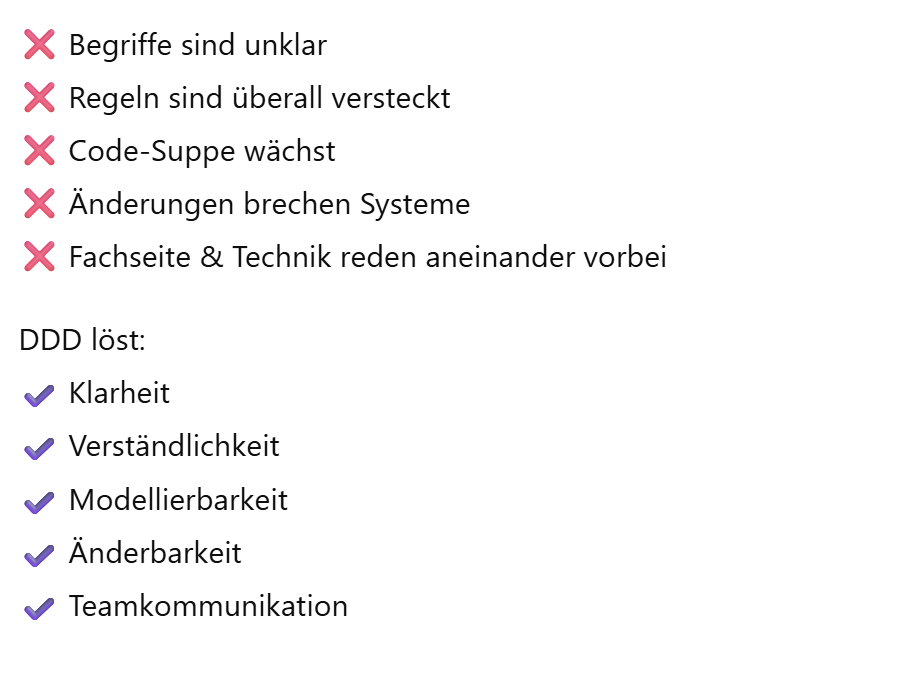 ❌ Begriffe sind unklar
❌ Regeln sind überall versteckt
❌ Code-Suppe wächst
❌ Änderungen brechen Systeme
❌ Fachseite & Technik reden aneinander vorbei
DDD löst:
✔ Klarheit
✔ Verständlichkeit
✔ Modellierbarkeit
✔ Änderbarkeit
✔ Teamkommunikation